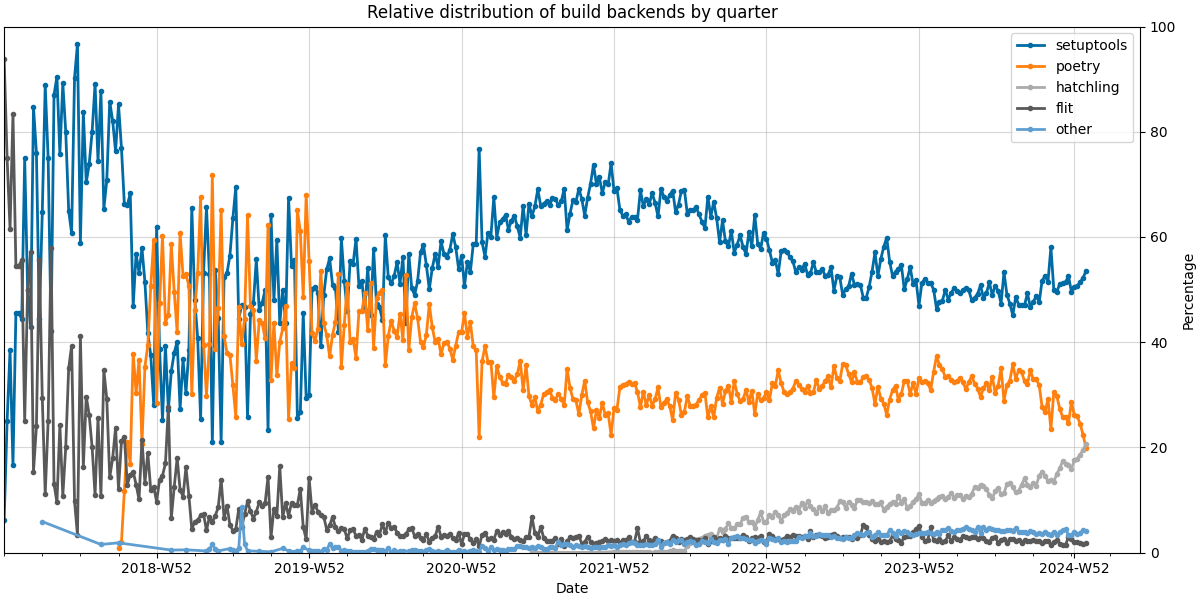 Relative distribution of build backends by quarter
setuptools
poetry
hatchling
flit
other
100
80
60
40
20
0
Percentage
2018-W52
2019-W52
2020-W52
2021-W52
2022-W52
2023-W52
2024-W52
Date